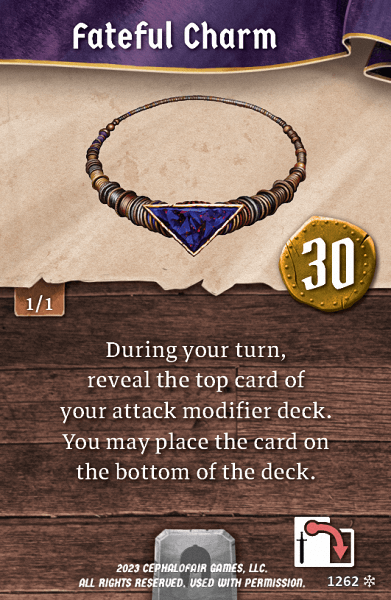 Fateful Charm
30
1/1
During your turn,
reveal the top card of
your attack modifier deck.
You may place the card on
the bottom of the deck.
2023 CEPHALOFAIR GAMES, LLC.
ALL RIGHTS RESERVED. USED WITH PERMISSION.
1262